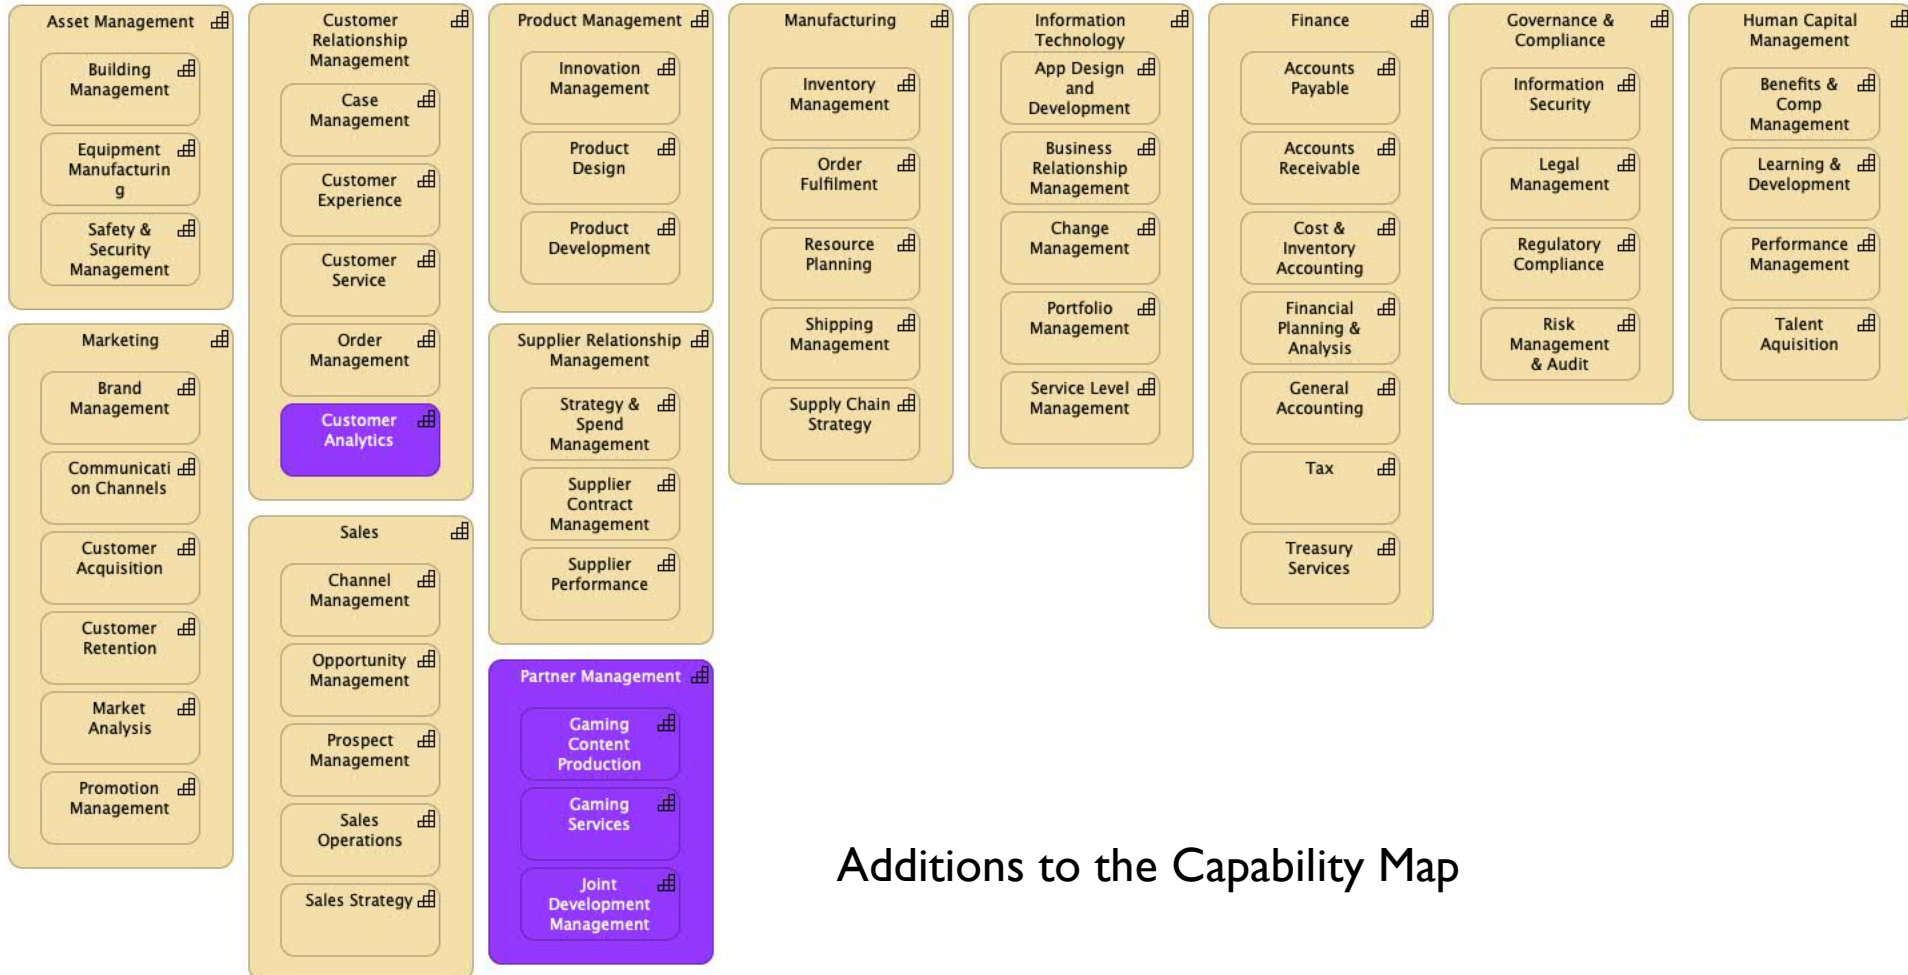 Asset Management
Building
Management
Equipment
Manufacturin
g
Safety &
Security
Management
Marketing
Brand
Management
Communicati
on Channels
Customer
Acquisition
Customer
Retention
Market
Analysis
Promotion
Management
Customer
Relationship
Management
Case
Management
Customer
Experience
Customer
Service
Order
Management
Customer
Analytics
Sales
Channel
Management
Opportunity
Management
Prospect
Management
Sales
Operations
Sales Strategy
Product Management
Innovation
Management
Product
Design
Product
Development
Supplier Relationship
Management
Strategy &
Spend
Management
Supplier
Contract
Management
Supplier
Performance
Partner Management
Gaming
Content
Production
Gaming
Services
Joint
Development
Management
Manufacturing
Inventory
Management
Order
Fulfilment
Resource
Planning
Shipping
Management
Supply Chain
Strategy
Information
Technology
App Design
and
Development
Business
Relationship
Management
Change
Management
Portfolio
Management
Service Level
Management
Finance
Accounts
Payable
Accounts
Receivable
Cost &
Inventory
Accounting
Financial
Planning &
Analysis
General
Accounting
Tax
Treasury
Services
Governance &
Compliance
Information
Security
Legal
Management
Regulatory
Compliance
Risk
Management
& Audit
Human Capital
Management
Benefits &
Comp
Management
Learning &
Development
Performance
Management
Talent
Aquisition
Additions to the Capability Map